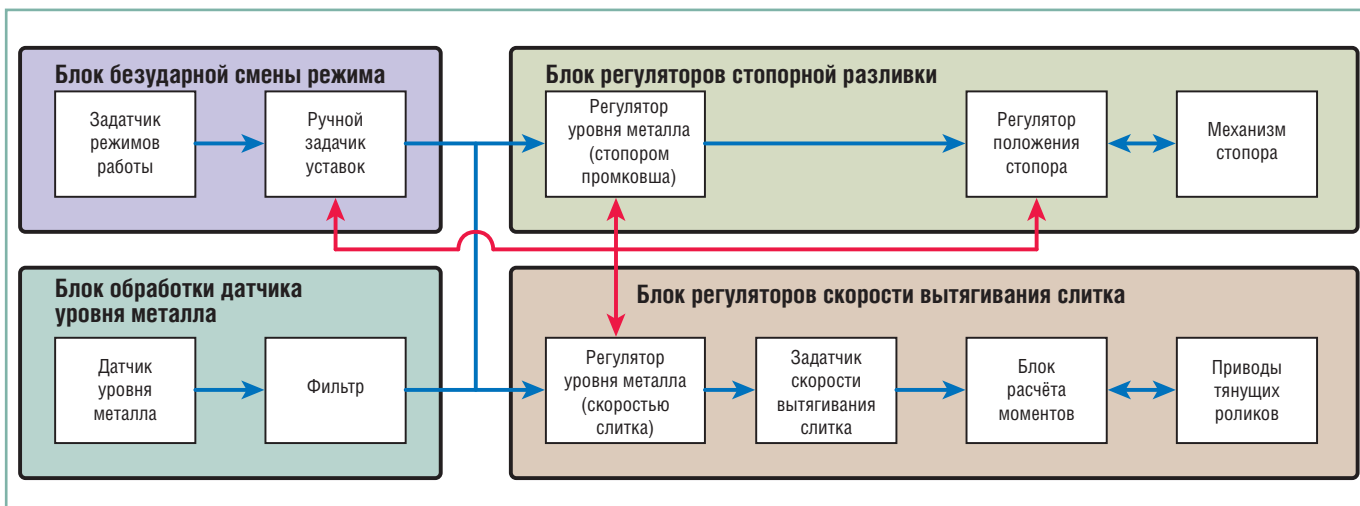 Блок безударной смены режима
Задатчик
режимов
работы
Ручной
задачик
уставок
Блок регуляторов стопорной разливки
Регулятор
уровня металла
(стопором
промковша)
Регулятор
положения
стопора
Механизм
стопора
Блок обработки датчика
уровня металла
Датчик
уровня
металла
Фильтр
Блок регуляторов скорости вытягивания слитка
Регулятор
уровня металла
(скоростью
слитка)
Задатчик
скорости
вытягивания
слитка
Блок
расчёта
моментов
Приводы
тянущих
роликов